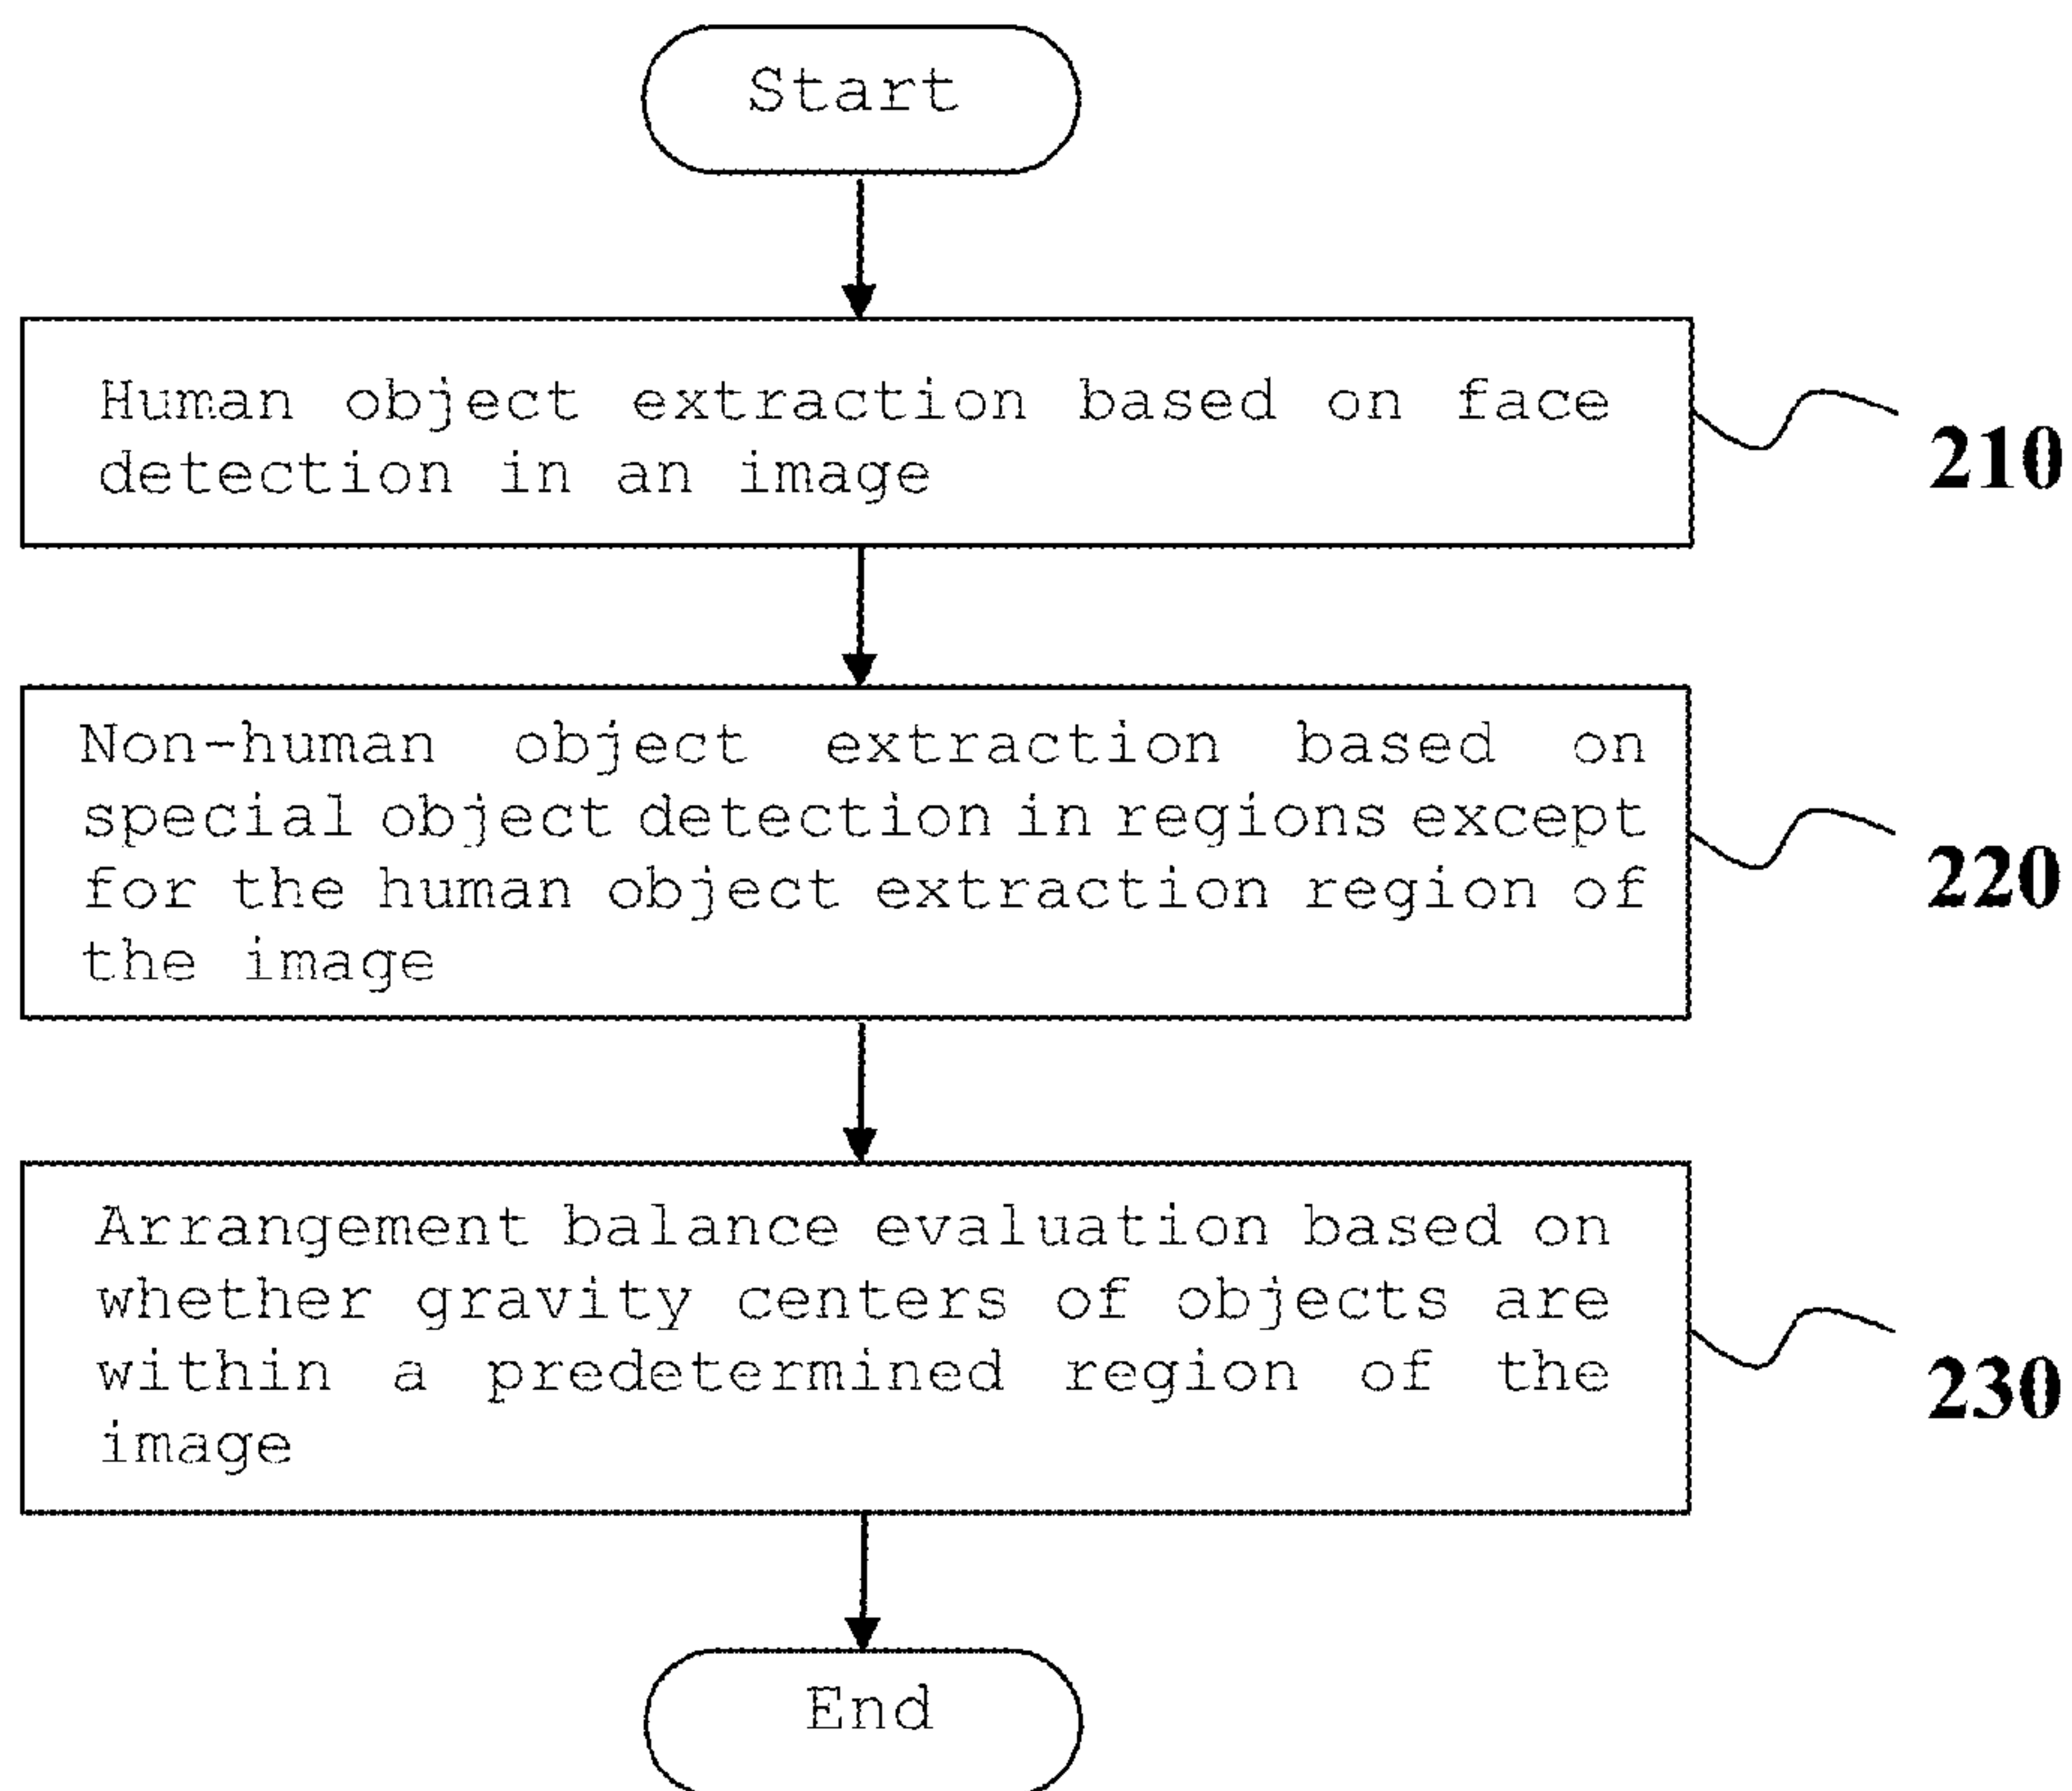 Start
Human object extraction based on face
detection in an image
210
Non-human object extraction based on
special object detection in regions except
for the human object extraction region of
the image
220
Arrangement balance evaluation based on
whether gravity centers of objects are
within a predetermined region of the
image
230
End